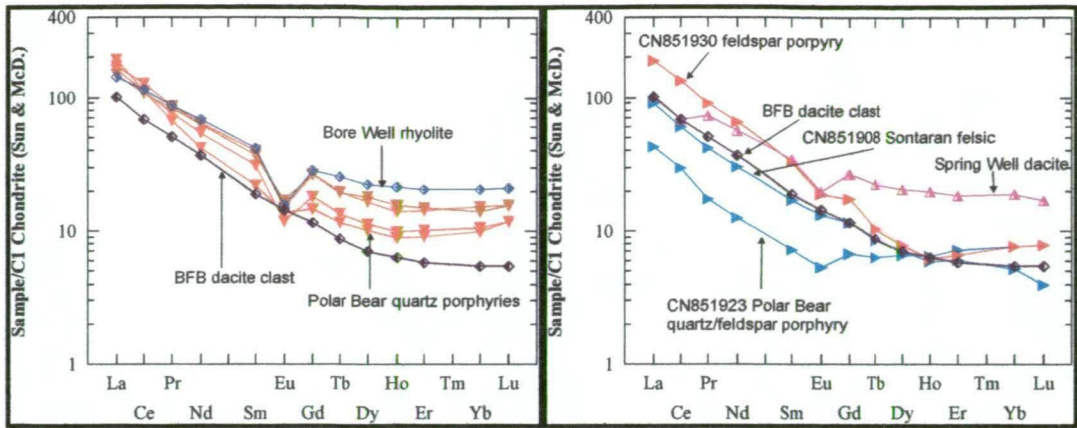 Sample/C1 Chondrite (Sun & McD.)
400
100
10
1
Bore Well rhyolite
BFB dacite clast
Polar Bear quartz porphyries
La Pr Eu Tb Ho Tm Lu
Ce Nd Sm Gd Dy Er Yb
Sample/C1 Chondrite (Sun & McD.)
400
100
10
1
CN851930 feldspar porpyry
BFB dacite clast
CN851908 Sontaran felsic
Spring Well dacite
CN851923 Polar Bear
quartz/feldspar porphyry
La Pr Eu Tb Ho Tm Lu
Ce Nd Sm Gd Dy Er Yb